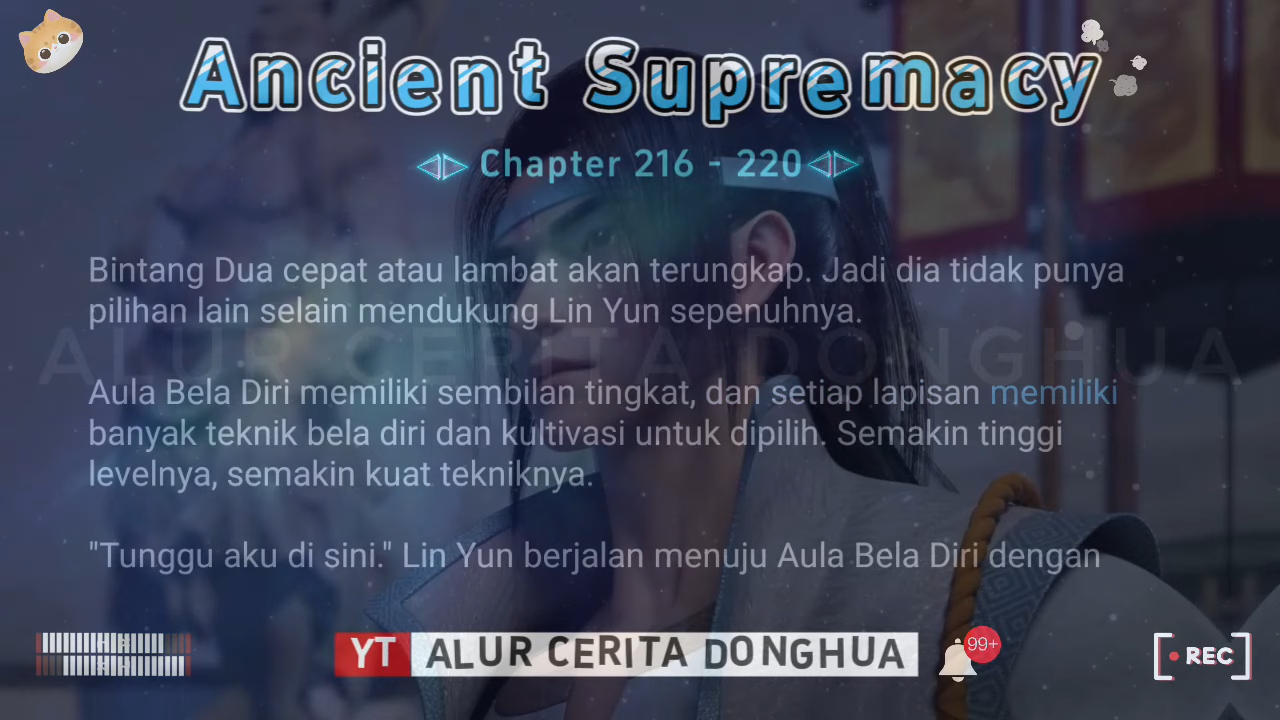 Ancient Supremacy
Chapter 216 - 220
Bintang Dua cepat atau lambat akan terungkap. Jadi dia tidak punya
pilihan lain selain mendukung Lin Yun sepenuhnya.
ALUR CERITA DONGHUA
Aula Bela Diri memiliki sembilan tingkat, dan setiap lapisan memiliki
banyak teknik bela diri dan kultivasi untuk dipilih. Semakin tinggi
levelnya, semakin kuat tekniknya.
"Tunggu aku di sini." Lin Yun berjalan menuju Aula Bela Diri dengan
YT ALUR CERITA DONGHUA
99+
REC